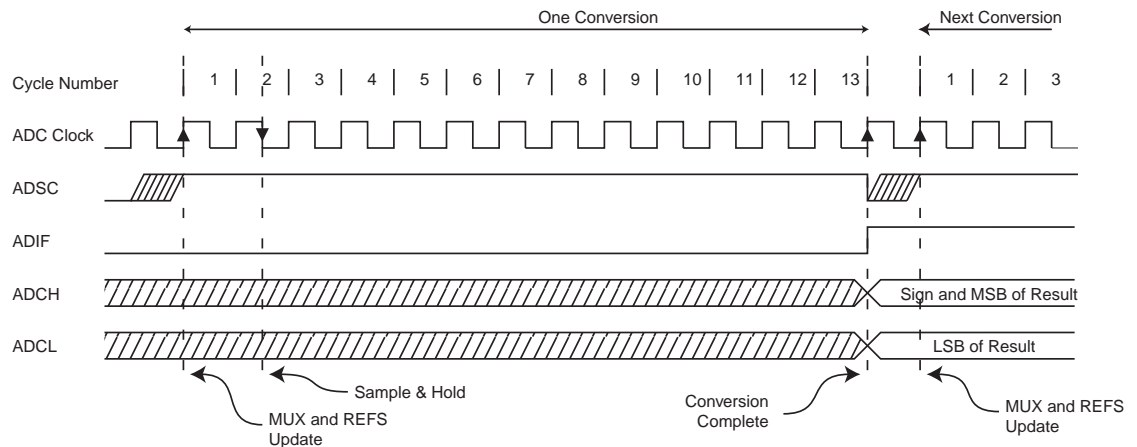 One Conversion
Next Conversion
Cycle Number 1 2 3 4 5 6 7 8 9 10 11 12 13 1 2 3
ADC Clock
ADSC
ADIF
ADCH
Sign and MSB of Result
ADCL
LSB of Result
MUX and REFS
Update
Sample & Hold
Conversion
Complete
MUX and REFS
Update